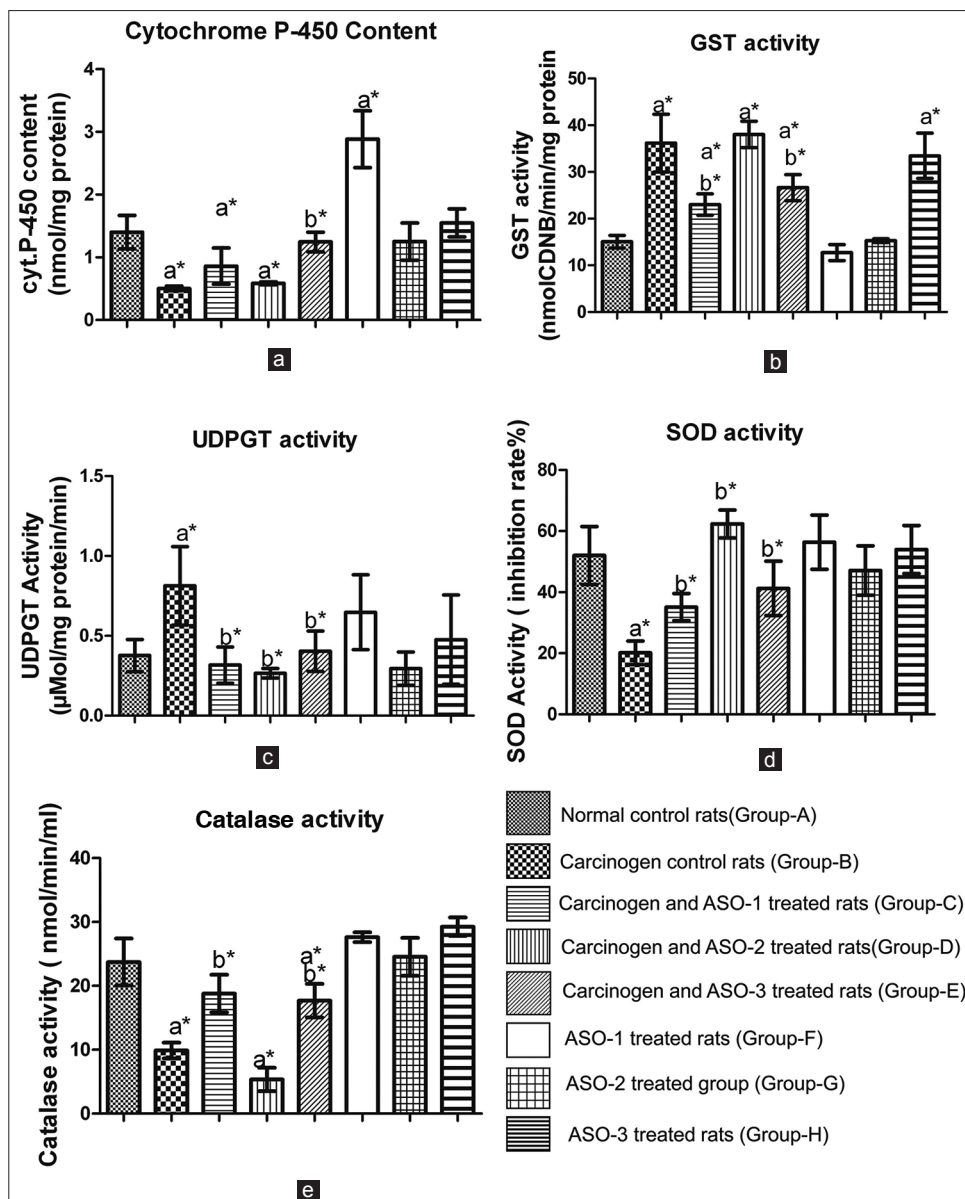 Cytochrome P-450 Content
cyt.P-450 content
(nmol/mg protein)
4
3
2
1
0
a*
a*
a*
b*
a*
a
GST activity
GST activity
(nmolCDNB/min/mg protein
50
40
30
20
10
0
a*
a*
b*
a*
a*
b*
a*
b
UDPGT activity
UDPGT Activity
(µMol/mg protein/min)
1.5
1.0
0.5
0.0
a*
b*
b*
b*
c
SOD activity
SOD Activity ( inhibition rate%)
80
60
40
20
0
a*
b*
b*
b*
d
Catalase activity
Catalase activity ( nmol/min/ml)
40
30
20
10
0
a*
b*
a*
a*
b*
e
Normal control rats(Group-A)
Carcinogen control rats (Group-B)
Carcinogen and ASO-1 treated rats (Group-C)
Carcinogen and ASO-2 treated rats(Group-D)
Carcinogen and ASO-3 treated rats (Group-E)
ASO-1 treated rats (Group-F)
ASO-2 treated group (Group-G)
ASO-3 treated rats (Group-H)